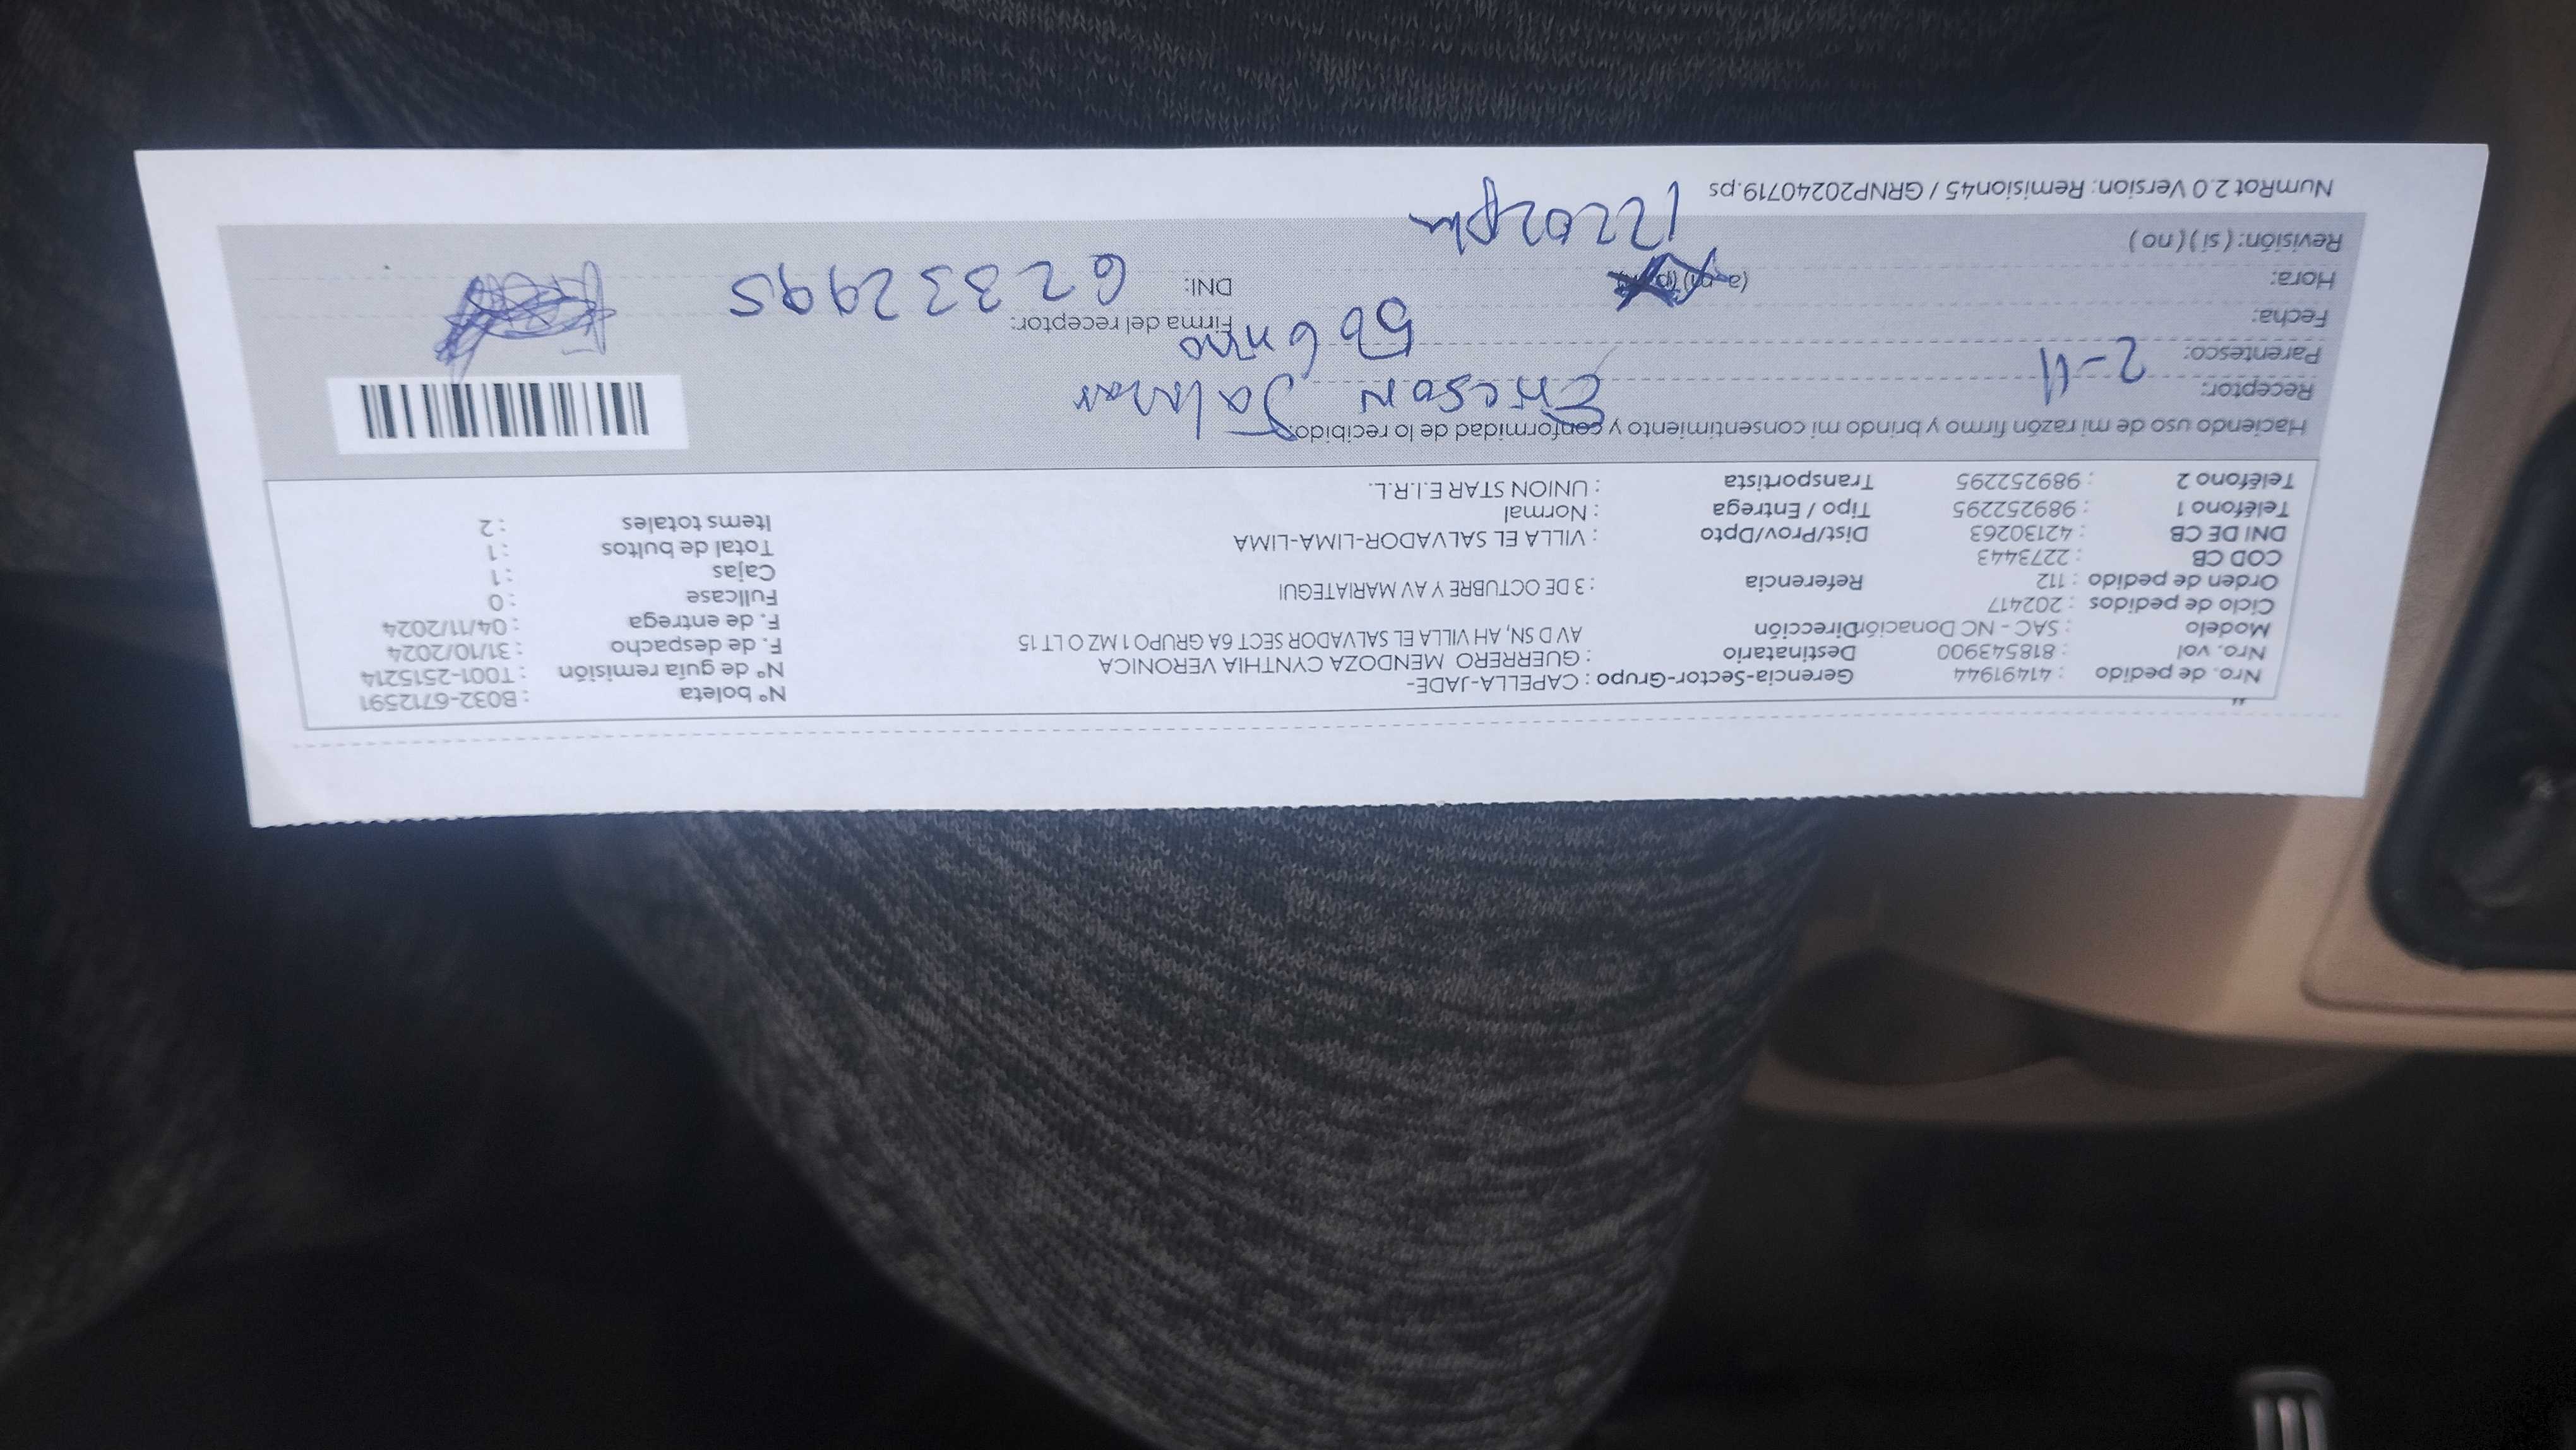 Nro. de pedido : 41491944 Gerencia-Sector-Grupo : CAPELLA-JADE- N° boleta : B032-6712591
Nro. vol : 818543900 Destinatario : GUERRERO MENDOZA CYNTHIA VERONICA N° de guía remisión : T001-2515214
Modelo : SAC - NC Donación Dirección AV D SN, AH VILLA EL SALVADOR SECT 6A GRUPO 1 MZ O LT 15 F. de despacho : 31/10/2024
Ciclo de pedidos : 202417 F. de entrega : 04/11/2024
Orden de pedido : 112 Referencia : 3 DE OCTUBRE Y AV MARIATEGUI Fullcase : 0
COD CB : 2273443 Cajas : 1
DNI DE CB : 42130263 Dist/Prov/Dpto : VILLA EL SALVADOR-LIMA-LIMA Total de bultos : 1
Teléfono 1 : 989252295 Tipo / Entrega : Normal Items totales : 2
Teléfono 2 : 989252295 Transportista : UNION STAR E.I.R.L.
Haciendo uso de mi razón firmo y brindo mi consentimiento y conformidad de lo recibido:
Receptor: Ericson
Parentesco: 2-11 Sobrino
Fecha: Firma del receptor:
Hora: DNI: 62332995
Revisión: (si) (no) 12:02pm
NumRot 2.0 Version: Remision45 / GRNP20240719.ps